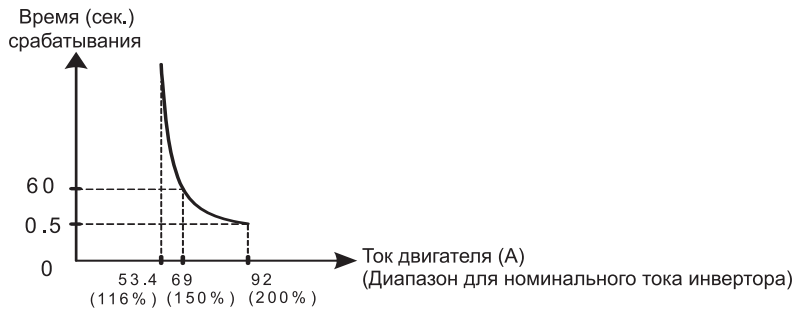 Время (сек.)
срабатывания
60
0.5
0
53.4 69 92
(116%) (150%) (200%)
Ток двигателя (А)
(Диапазон для номинального тока инвертора)